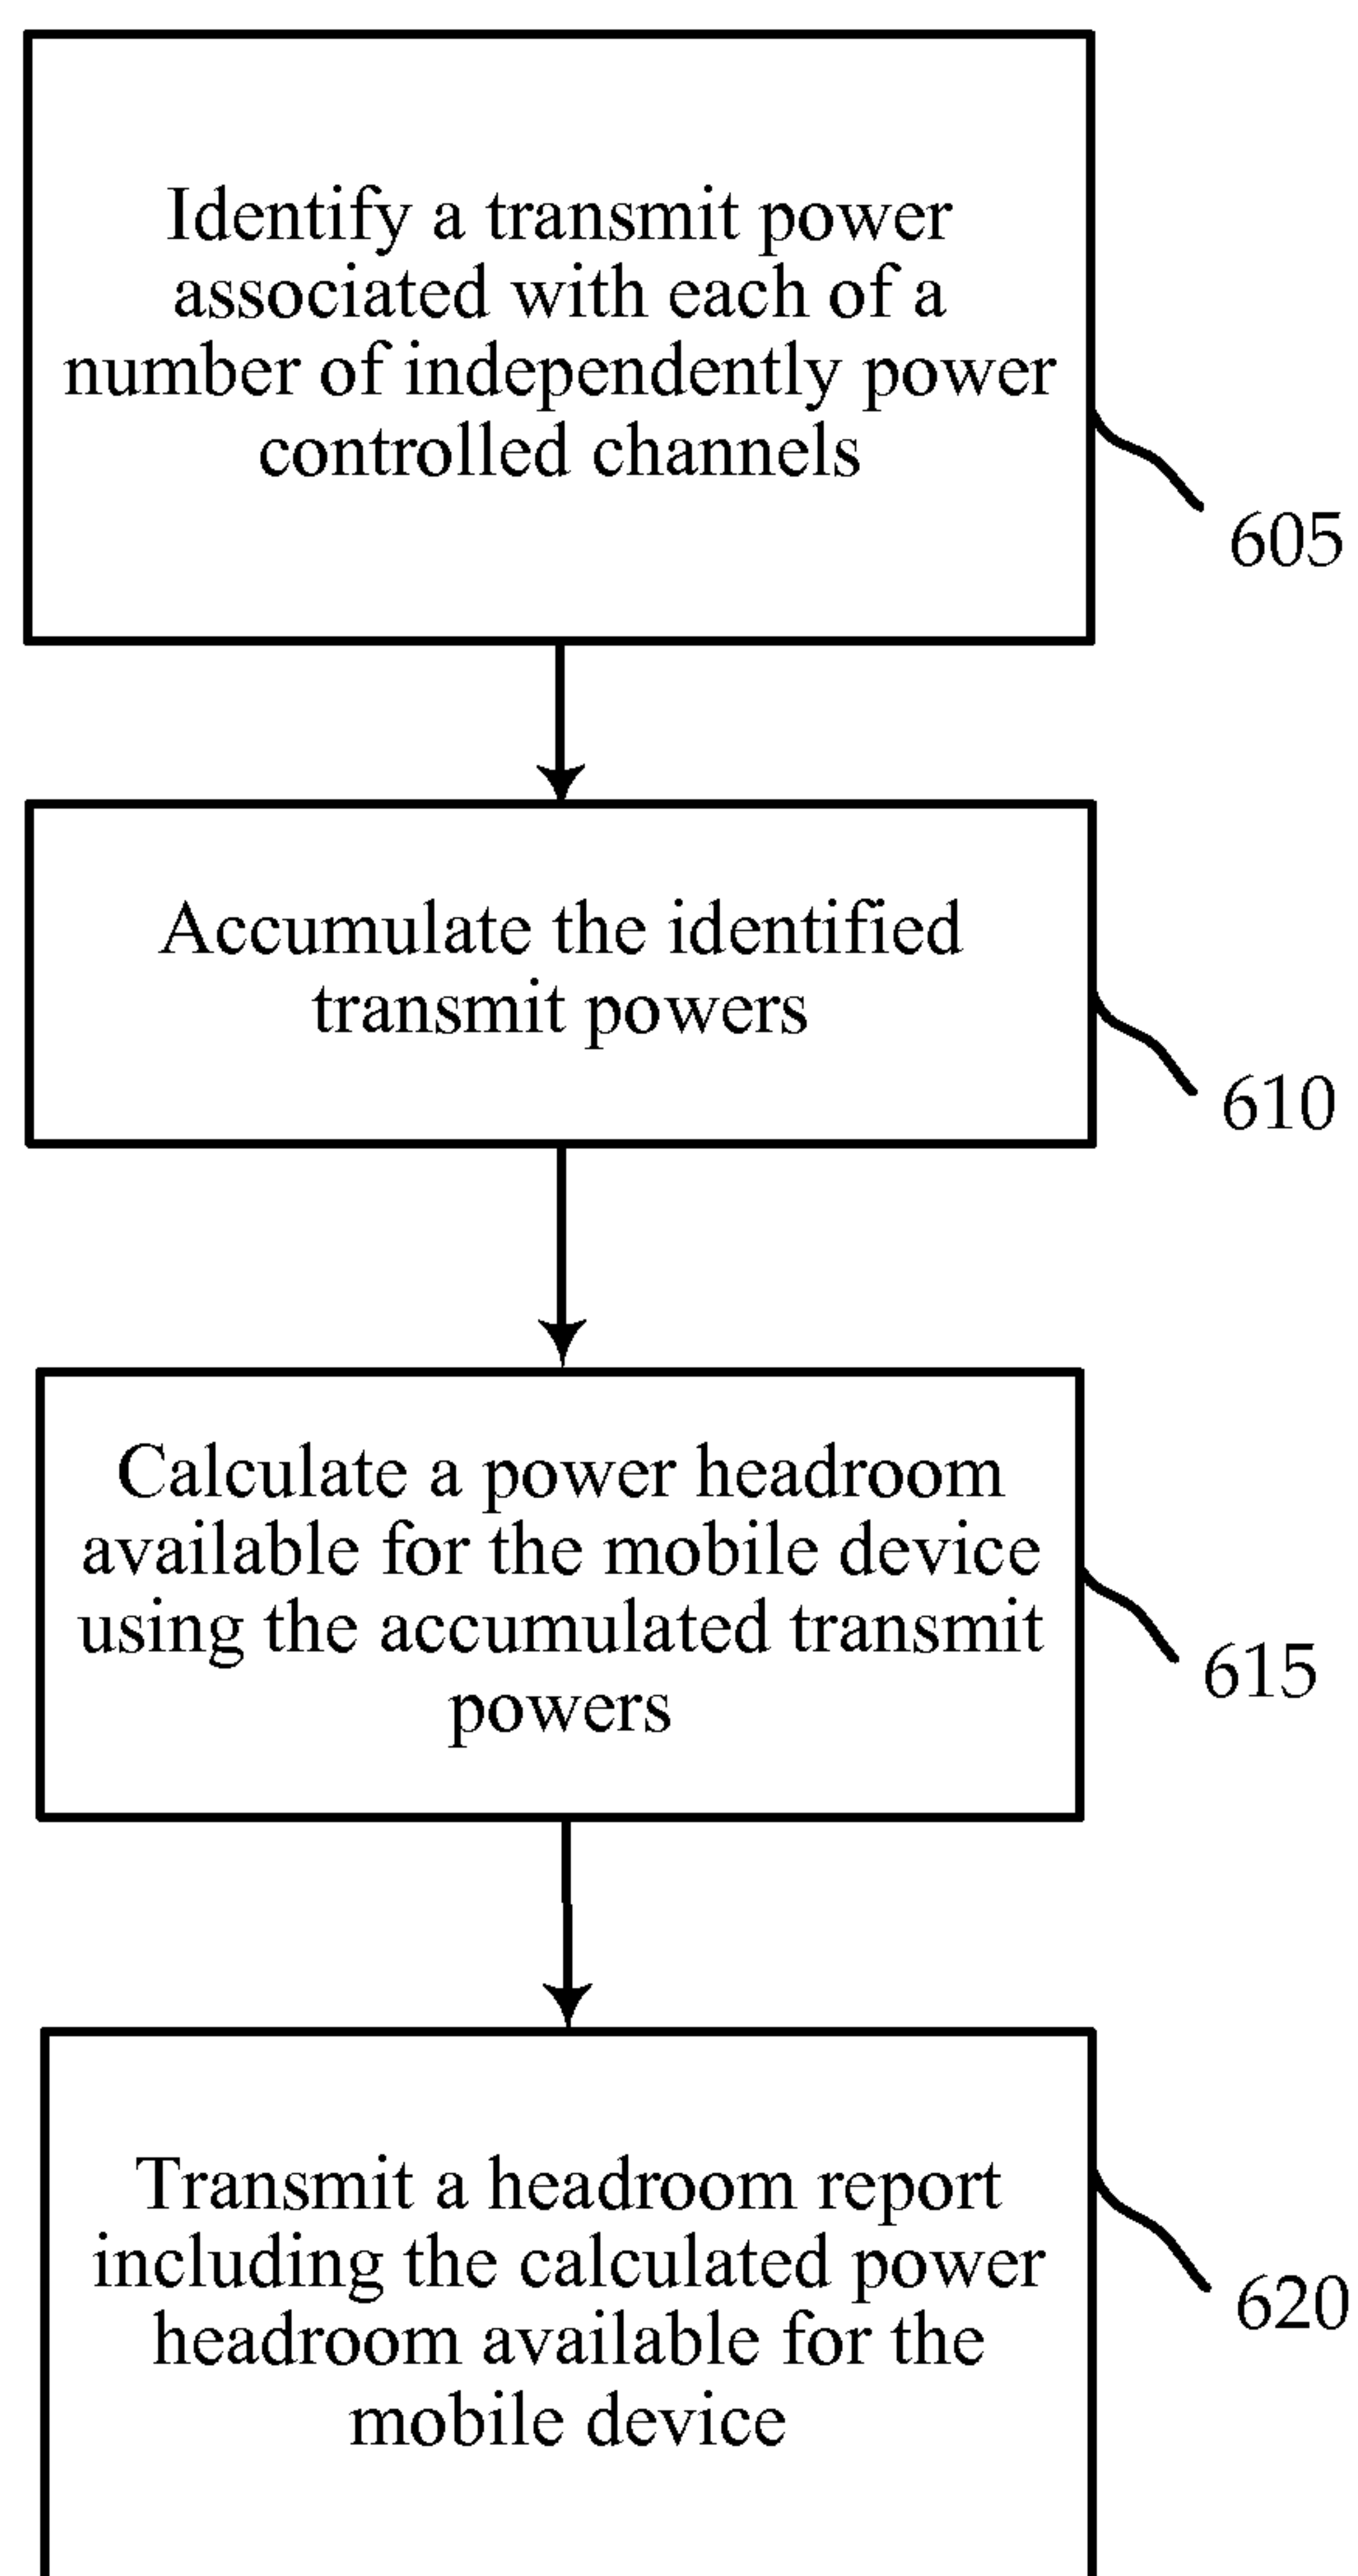 Identify a transmit power
associated with each of a
number of independently power
controlled channels
605
Accumulate the identified
transmit powers
610
Calculate a power headroom
available for the mobile device
using the accumulated transmit
powers
615
Transmit a headroom report
including the calculated power
headroom available for the
mobile device
620